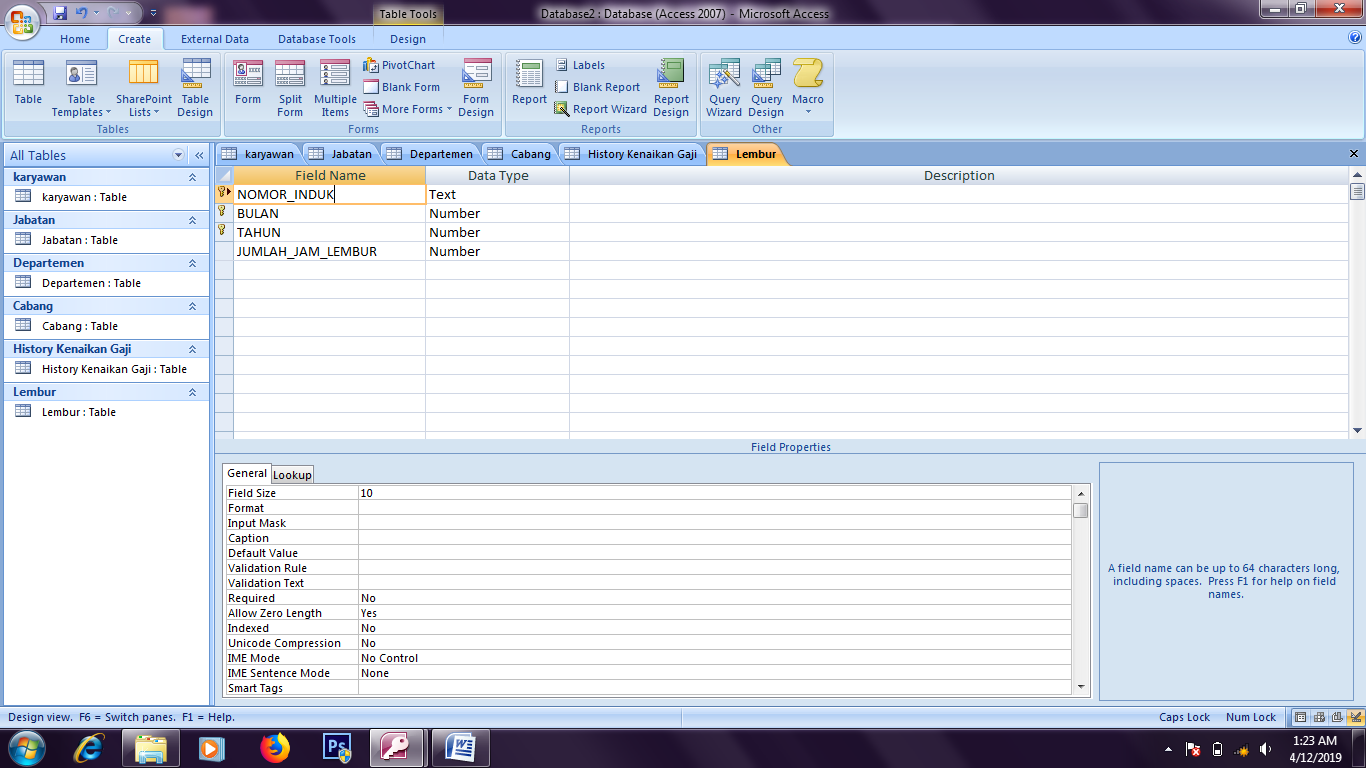 Table Tools
Database2 : Database (Access 2007) - Microsoft Access
Home Create External Data Database Tools Design
PivotChart Labels
Blank Form Blank Report
More Forms Report Wizard
Table Table Templates SharePoint Lists Table Design Form Split Form Multiple Items Form Design Report Report Design Query Wizard Query Design Macro
Tables Forms Reports Other
All Tables karyawan Jabatan Departemen Cabang History Kenaikan Gaji Lembur
karyawan
karyawan : Table
Jabatan
Jabatan : Table
Departemen
Departemen : Table
Cabang
Cabang : Table
History Kenaikan Gaji
History Kenaikan Gaji : Table
Lembur
Lembur : Table
Field Name Data Type Description
NOMOR_INDUK Text
BULAN Number
TAHUN Number
JUMLAH_JAM_LEMBUR Number
Field Properties
General Lookup
Field Size 10
Format
Input Mask
Caption
Default Value
Validation Rule
Validation Text
Required No
Allow Zero Length Yes
Indexed No
Unicode Compression No
IME Mode No Control
IME Sentence Mode None
Smart Tags
A field name can be up to 64 characters long,
including spaces. Press F1 for help on field
names.
Design view. F6 = Switch panes. F1 = Help. Caps Lock Num Lock
Ps
1:23 AM
4/12/2019